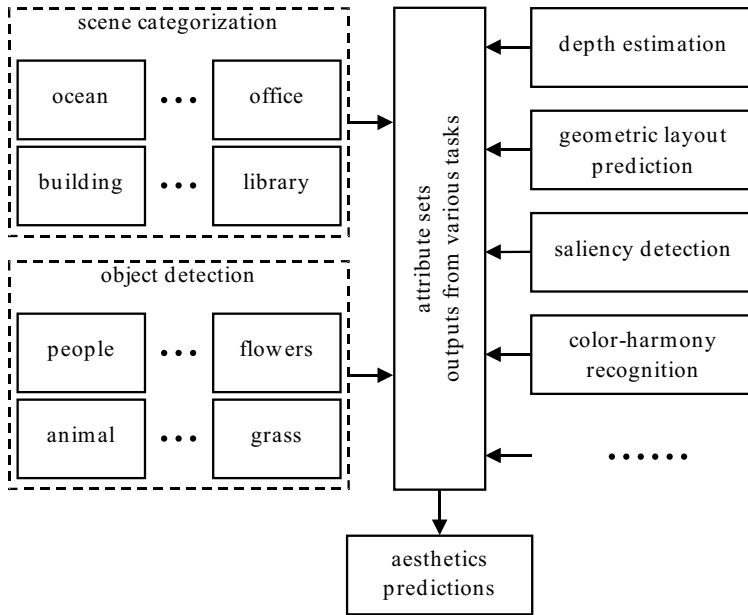 scene categorization
ocean
•••
office
building
•••
library
object detection
people
•••
flowers
animal
•••
grass
attribute sets
outputs from various tasks
depth estimation
geometric layout
prediction
saliency detection
color-harmony
recognition
••••••
aesthetics
predictions